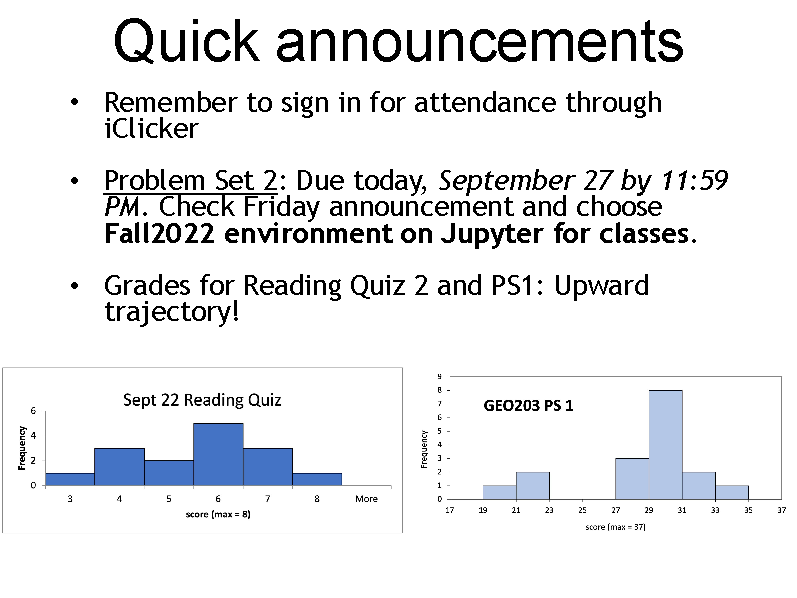 Quick announcements
• Remember to sign in for attendance through
iClicker
• Problem Set 2: Due today, September 27 by 11:59
PM. Check Friday announcement and choose
Fall2022 environment on Jupyter for classes.
• Grades for Reading Quiz 2 and PS1: Upward
trajectory!
Sept 22 Reading Quiz
Frequency
6
4
2
0
3 4 5 6 7 8 More
score (max = 8)
GEO203 PS 1
Frequency
9
8
7
6
5
4
3
2
1
0
17 19 21 23 25 27 29 31 33 35 37
score (max = 37)